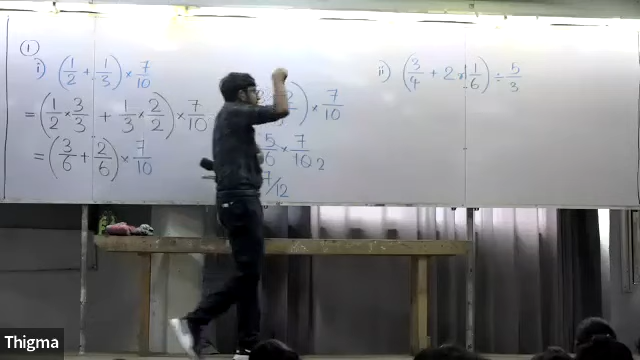 ①
i) (1/2 + 1/3) × 7/10
= (1/2 × 3/3 + 1/3 × 2/2) × 7/10
= (3/6 + 2/6) × 7/10
) × 7/10
5/6 × 7/10 2
7/12
ii) (3/4 + 2 1/6) ÷ 5/3
Thigma